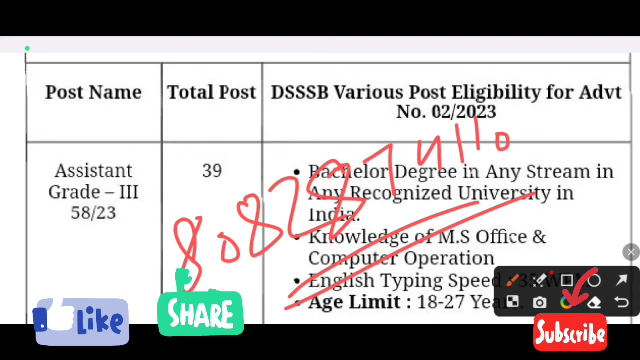 Post Name
Total Post
DSSSB Various Post Eligibility for Advt
No. 02/2023
Assistant
Grade – III
58/23
39
• Bachelor Degree in Any Stream in
Any Recognized University in
India.
• Knowledge of M.S Office &
Computer Operation
• English Typing Speed :
• Age Limit : 18-27 Years.
8082874110
Like
SHARE
Subscribe